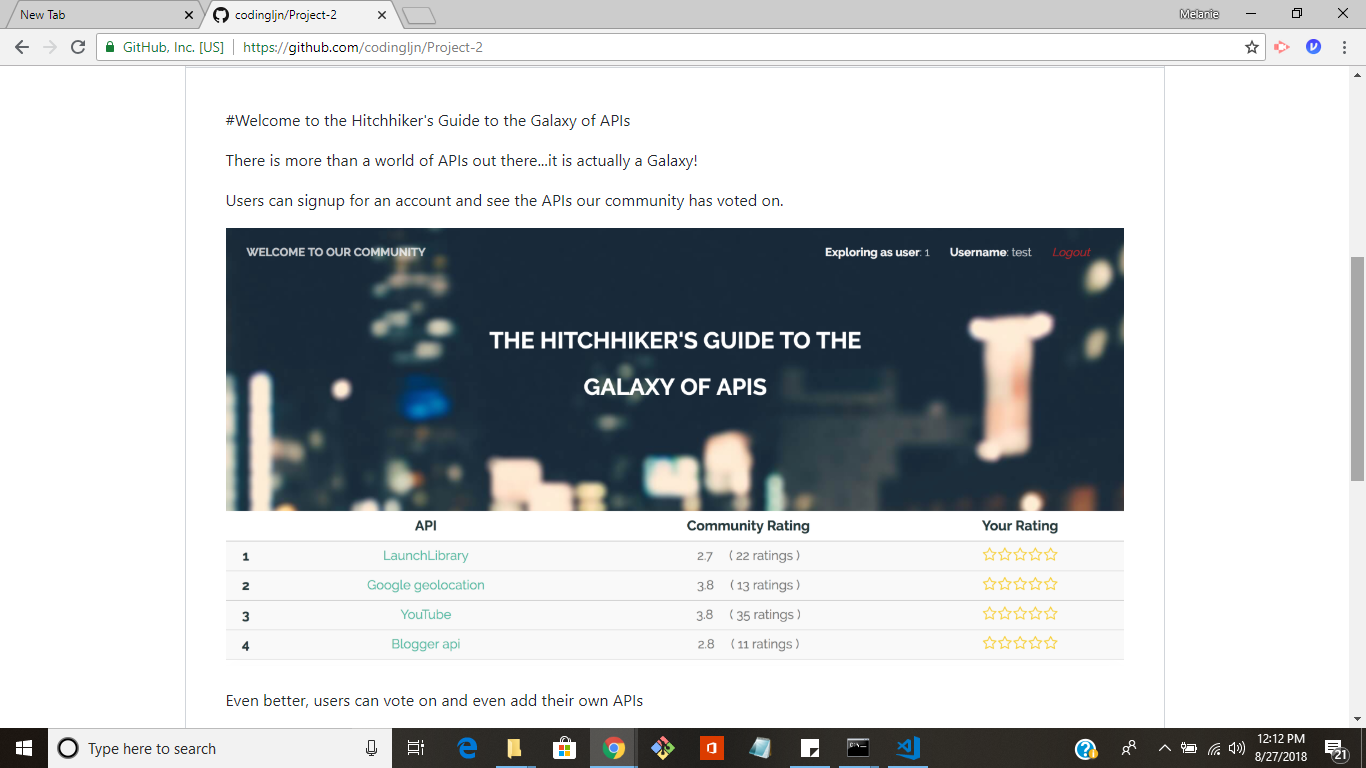 New Tab
codingljn/Project-2
Melanie
GitHub, Inc. [US]
https://github.com/codingljn/Project-2
#Welcome to the Hitchhiker's Guide to the Galaxy of APIs
There is more than a world of APIs out there...it is actually a Galaxy!
Users can signup for an account and see the APIs our community has voted on.
WELCOME TO OUR COMMUNITY Exploring as user: 1 Username: test Logout
THE HITCHHIKER'S GUIDE TO THE
GALAXY OF APIS
API Community Rating Your Rating
1 LaunchLibrary 2.7 ( 22 ratings )
2 Google geolocation 3.8 ( 13 ratings )
3 YouTube 3.8 ( 35 ratings )
4 Blogger api 2.8 ( 11 ratings )
Even better, users can vote on and even add their own APIs
Type here to search
12:12 PM
8/27/2018
21